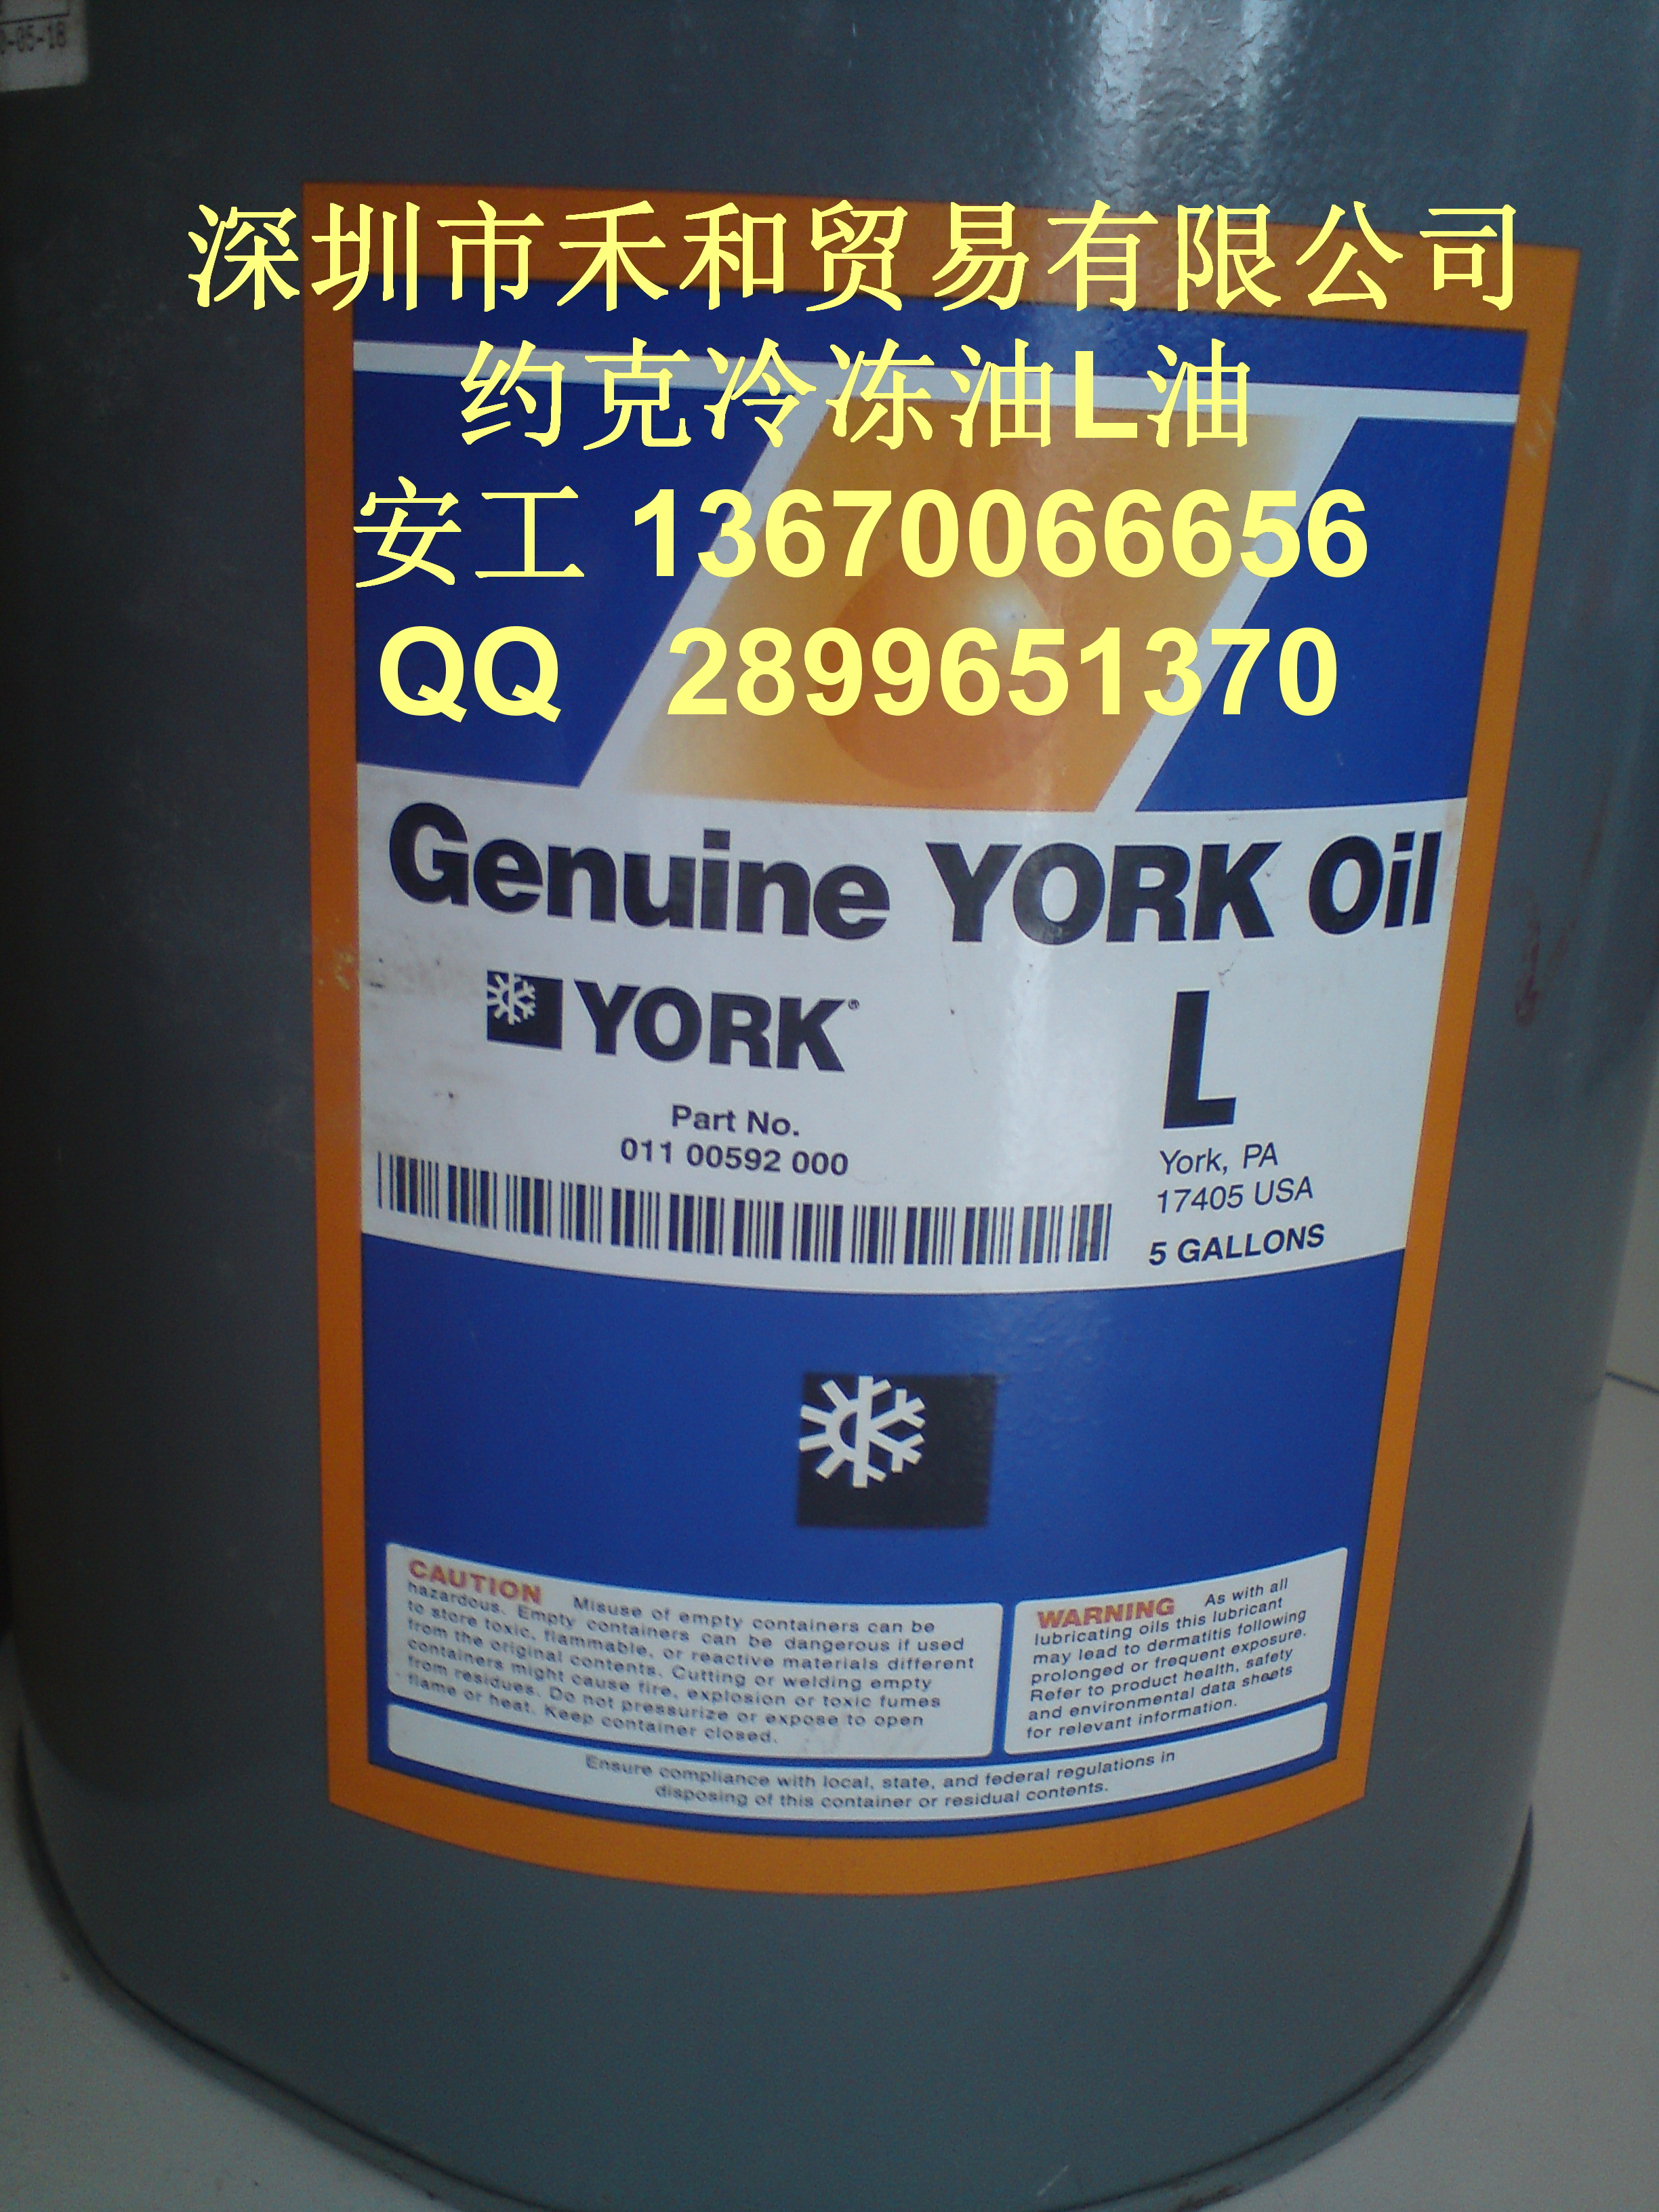 0-05-18
深圳市禾和贸易有限公司
约克冷冻油L油
安工 13670066656
QQ 2899651370
Genuine YORK Oil
YORK®
L
Part No.
011 00592 000
York, PA
17405 USA
5 GALLONS
CAUTION Misuse of empty containers can be
hazardous. Empty containers can be dangerous if used
to store toxic, flammable, or reactive materials different
from the original contents. Cutting or welding empty
containers might cause fire, explosion or toxic fumes
from residues. Do not pressurize or expose to open
flame or heat. Keep container closed.
WARNING As with all
lubricating oils this lubricant
may lead to dermatitis following
prolonged or frequent exposure.
Refer to product health, safety
and environmental data sheets
for relevant information.
Ensure compliance with local, state, and federal regulations in
disposing of this container or residual contents.